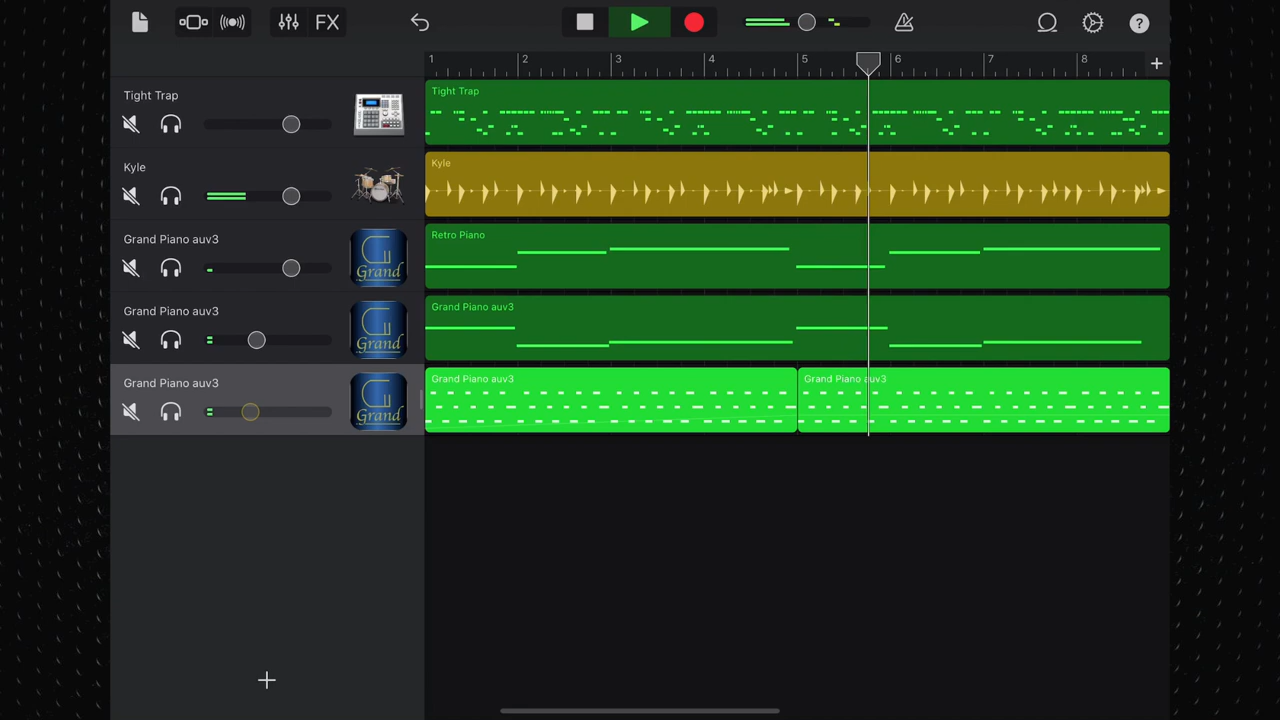 FX
1 2 3 4 5 6 7 8
Tight Trap
Tight Trap
Kyle
Kyle
Grand Piano auv3
Grand
Retro Piano
Grand Piano auv3
Grand
Grand Piano auv3
Grand Piano auv3
Grand
Grand Piano auv3
Grand Piano auv3